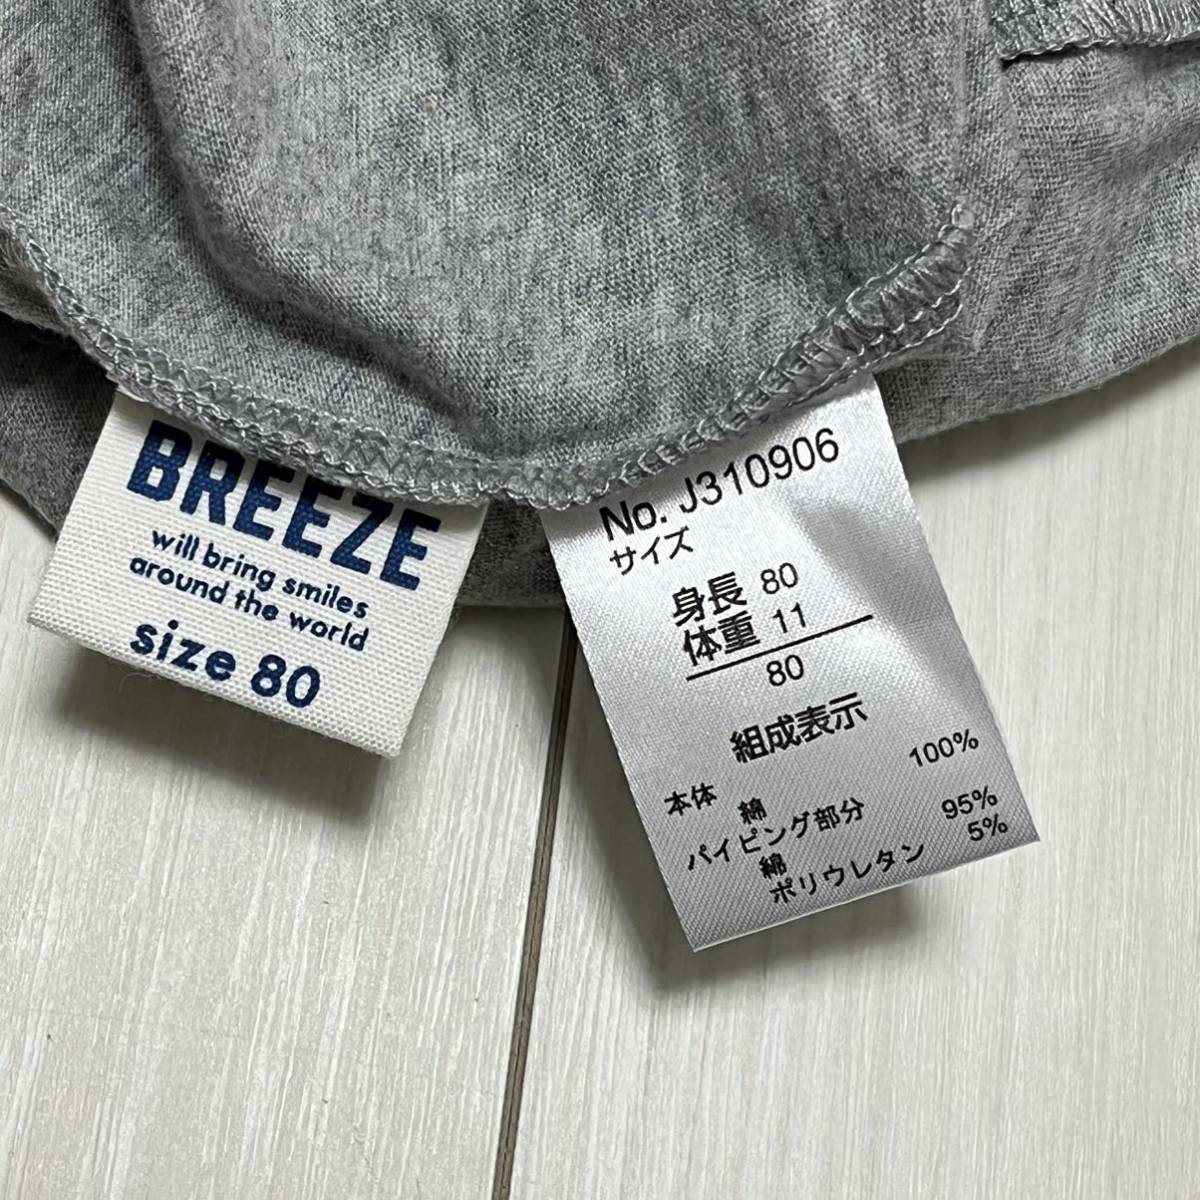 BREEZE
will bring smiles
around the world
size 80
No. J310906
サイズ
身長 80
体重 11
80
組成表示
本体
綿 100%
パイピング部分
綿 95%
ポリウレタン 5%